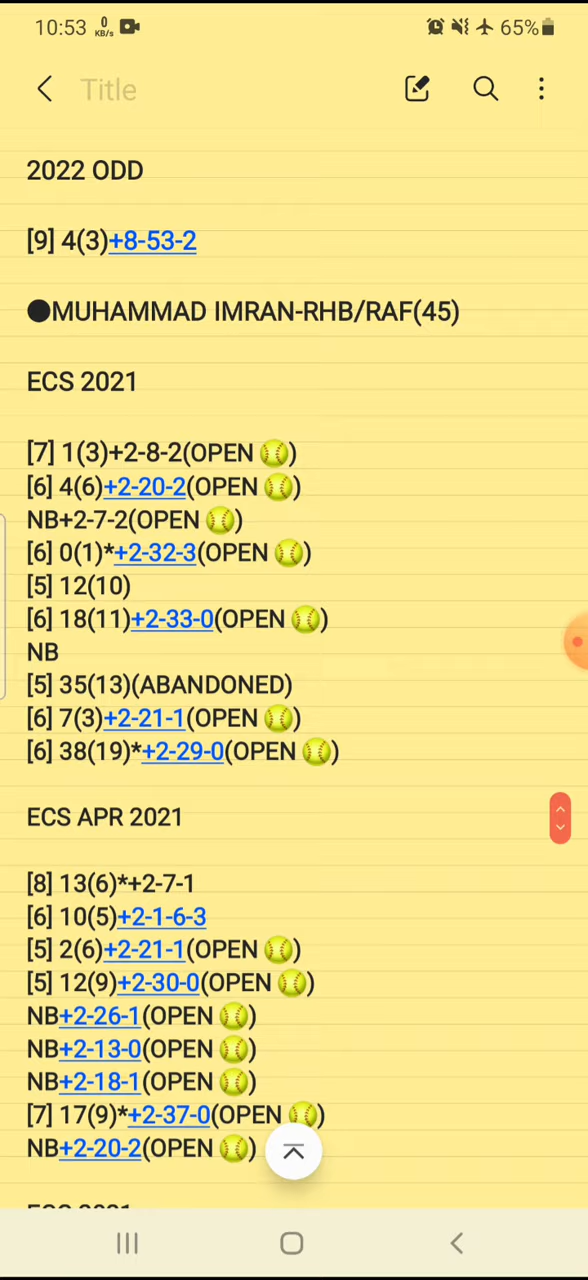 10:53 0 KB/s 65%
Title
2022 ODD
[9] 4(3)+8-53-2
●MUHAMMAD IMRAN-RHB/RAF(45)
ECS 2021
[7] 1(3)+2-8-2(OPEN 🥎)
[6] 4(6)+2-20-2(OPEN 🥎)
NB+2-7-2(OPEN 🥎)
[6] 0(1)*+2-32-3(OPEN 🥎)
[5] 12(10)
[6] 18(11)+2-33-0(OPEN 🥎)
NB
[5] 35(13)(ABANDONED)
[6] 7(3)+2-21-1(OPEN 🥎)
[6] 38(19)*+2-29-0(OPEN 🥎)
ECS APR 2021
[8] 13(6)*+2-7-1
[6] 10(5)+2-1-6-3
[5] 2(6)+2-21-1(OPEN 🥎)
[5] 12(9)+2-30-0(OPEN 🥎)
NB+2-26-1(OPEN 🥎)
NB+2-13-0(OPEN 🥎)
NB+2-18-1(OPEN 🥎)
[7] 17(9)*+2-37-0(OPEN 🥎)
NB+2-20-2(OPEN 🥎)